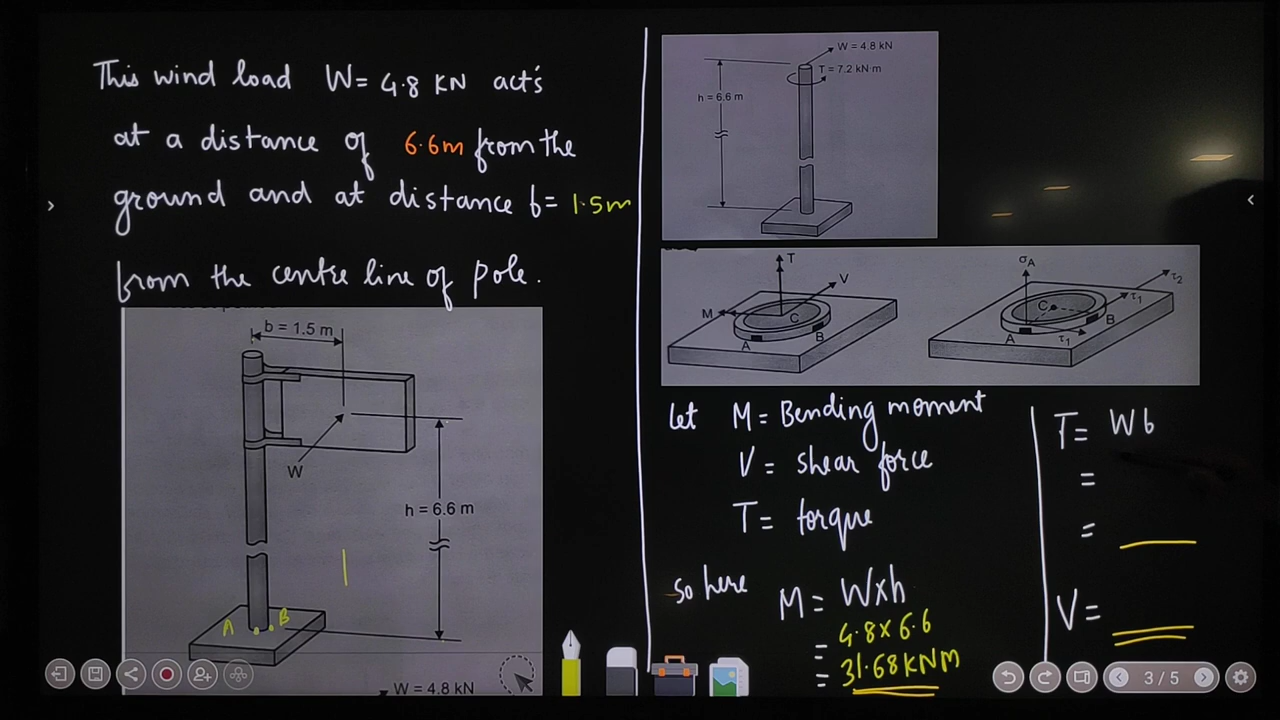 This wind load W= 4.8 KN act's
at a distance of 6.6m from the
ground and at distance b= 1.5m
from the centre line of pole.
b = 1.5 m
W
h = 6.6 m
A B
W = 4.8 kN
W = 4.8 kN
T = 7.2 kN·m
h = 6.6 m
T
V
M
C
A
B
σA
τ2
τ1
C
B
A
τ1
let M = Bending moment
V = shear force
T = torque
so here M = Wxh
= 4.8 x 6.6
= 31.68 KNM
T= Wb
=
=
V=
3 / 5